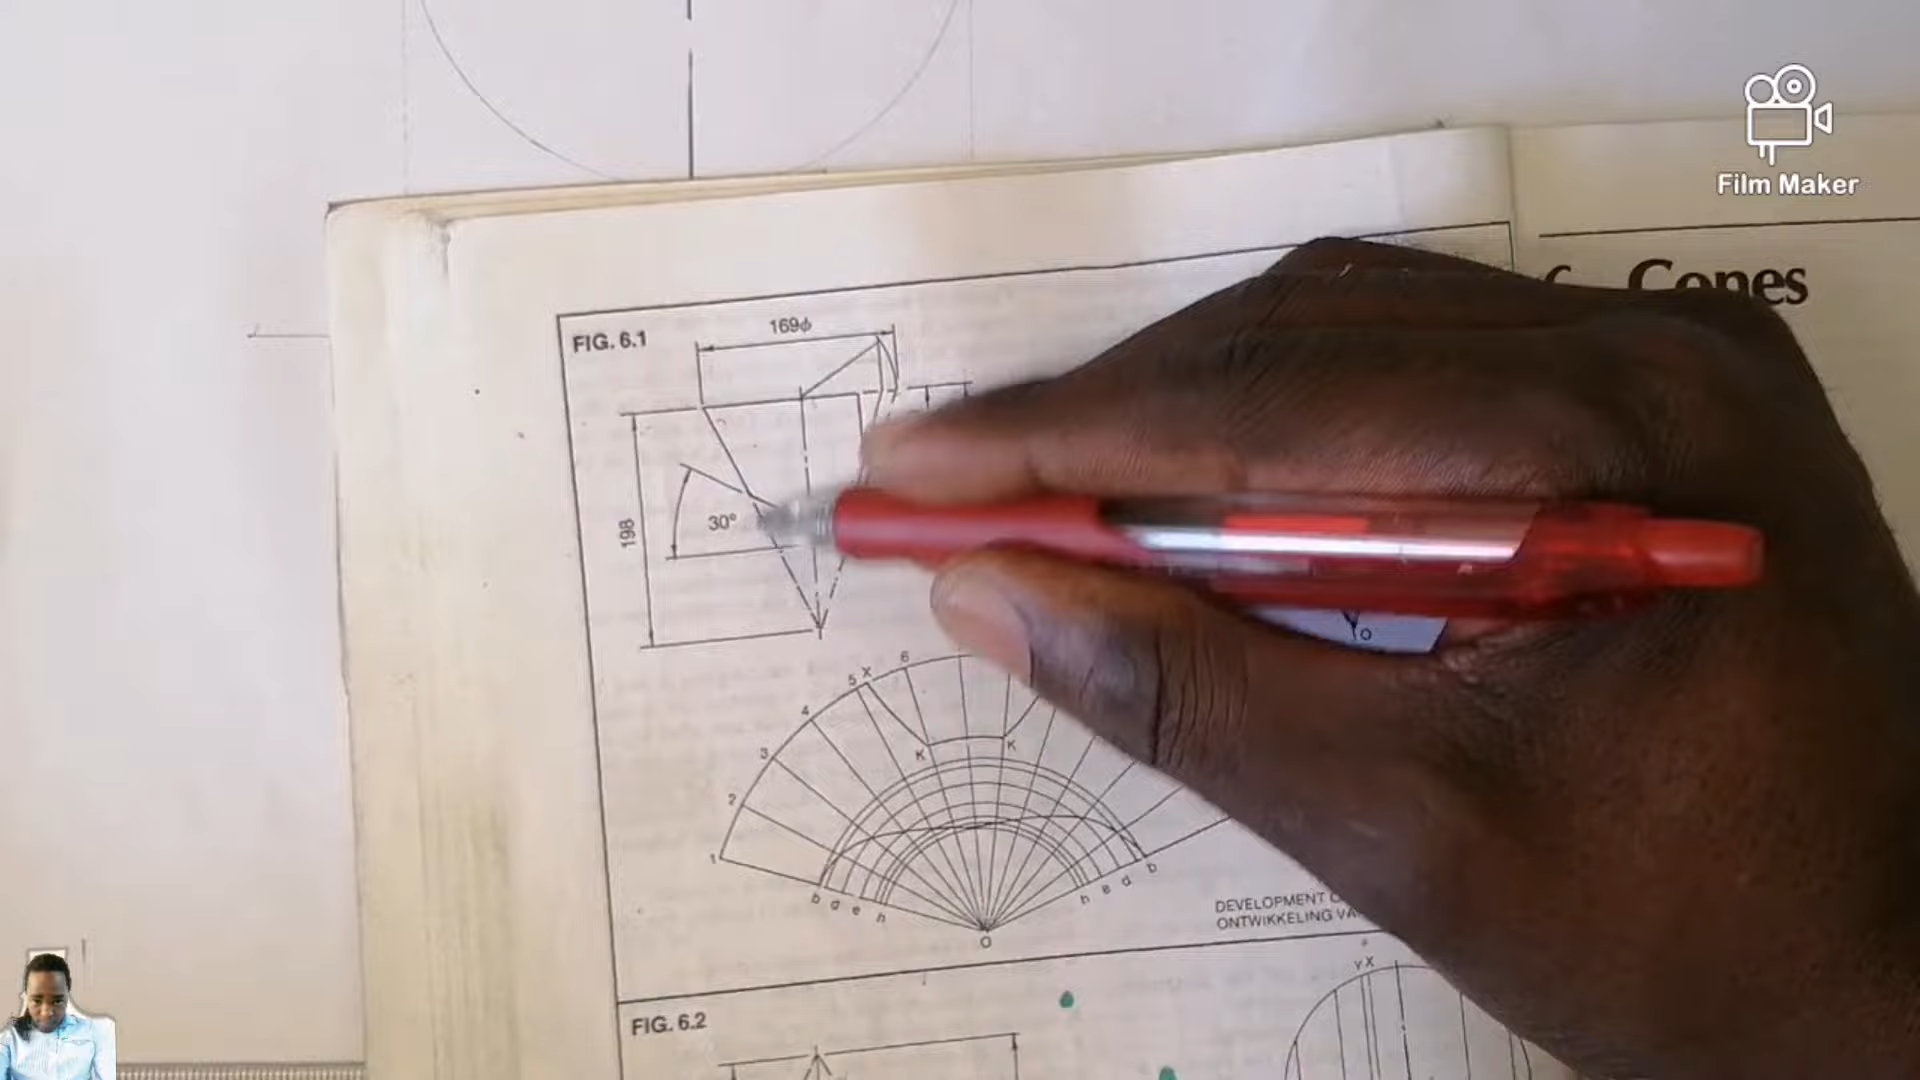 Film Maker
Cones
FIG. 6.1
169ϕ
198
30°
O
6
5 X
4
K K
3
2
1
b d e h
h e d b
O
DEVELOPMENT
ONTWIKKELING
Y X
FIG. 6.2